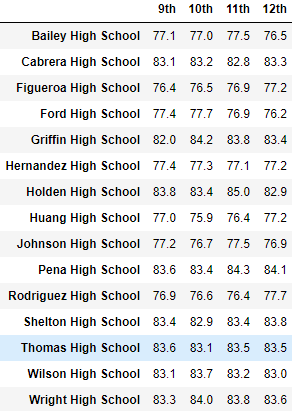 9th 10th 11th 12th
Bailey High School 77.1 77.0 77.5 76.5
Cabrera High School 83.1 83.2 82.8 83.3
Figueroa High School 76.4 76.5 76.9 77.2
Ford High School 77.4 77.7 76.9 76.2
Griffin High School 82.0 84.2 83.8 83.4
Hernandez High School 77.4 77.3 77.1 77.2
Holden High School 83.8 83.4 85.0 82.9
Huang High School 77.0 75.9 76.4 77.2
Johnson High School 77.2 76.7 77.5 76.9
Pena High School 83.6 83.4 84.3 84.1
Rodriguez High School 76.9 76.6 76.4 77.7
Shelton High School 83.4 82.9 83.4 83.8
Thomas High School 83.6 83.1 83.5 83.5
Wilson High School 83.1 83.7 83.2 83.0
Wright High School 83.3 84.0 83.8 83.6